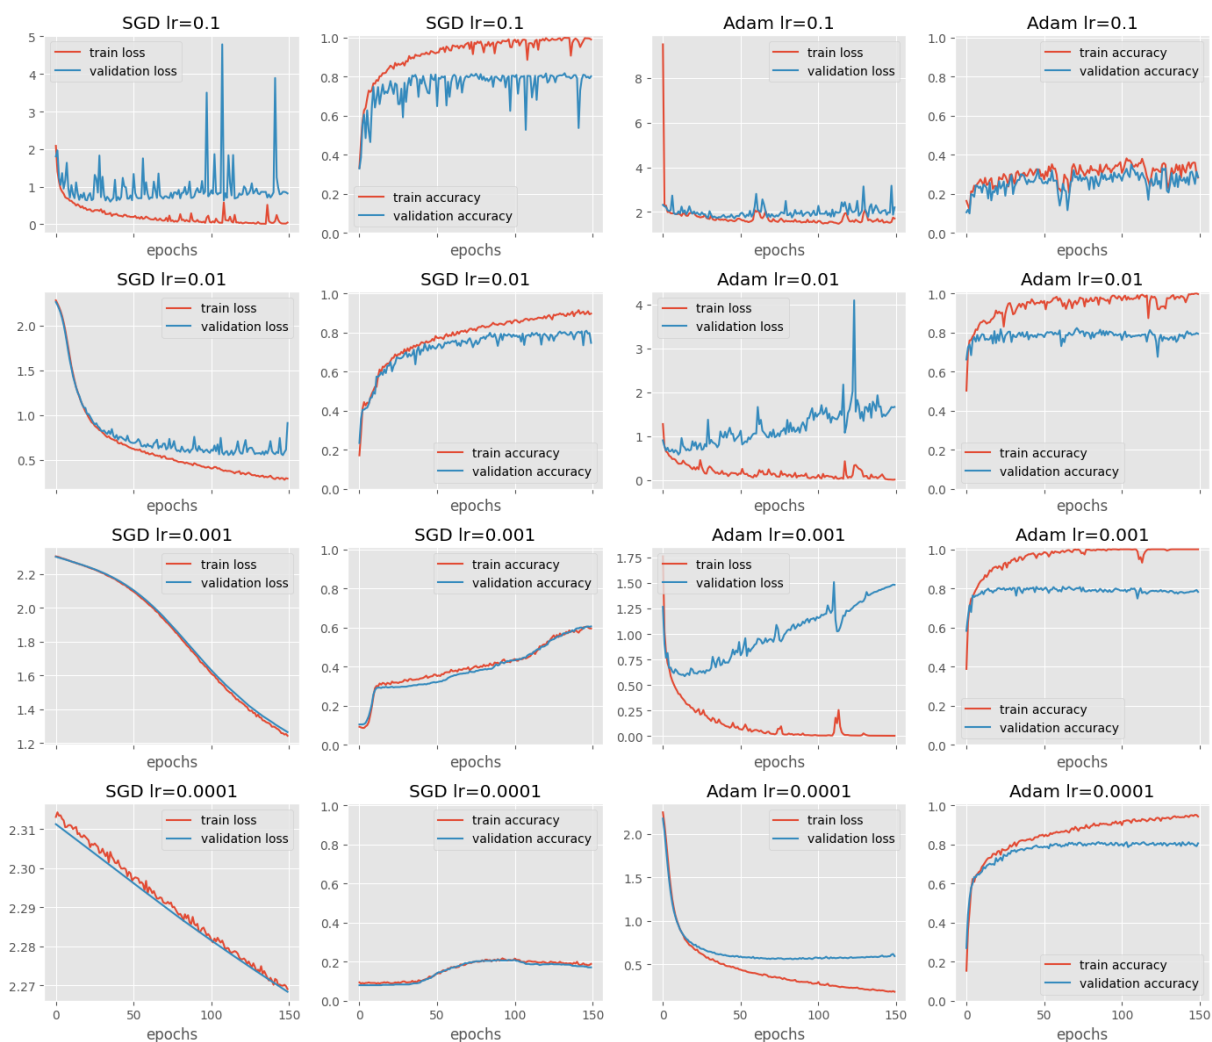 SGD lr=0.1
5
4
3
2
1
0
train loss
validation loss
epochs
SGD lr=0.1
1.0
0.8
0.6
0.4
0.2
0.0
train accuracy
validation accuracy
epochs
Adam lr=0.1
8
6
4
2
train loss
validation loss
epochs
Adam lr=0.1
1.0
0.8
0.6
0.4
0.2
0.0
train accuracy
validation accuracy
epochs
SGD lr=0.01
2.0
1.5
1.0
0.5
train loss
validation loss
epochs
SGD lr=0.01
1.0
0.8
0.6
0.4
0.2
0.0
train accuracy
validation accuracy
epochs
Adam lr=0.01
4
3
2
1
0
train loss
validation loss
epochs
Adam lr=0.01
1.0
0.8
0.6
0.4
0.2
0.0
train accuracy
validation accuracy
epochs
SGD lr=0.001
2.2
2.0
1.8
1.6
1.4
1.2
train loss
validation loss
epochs
SGD lr=0.001
1.0
0.8
0.6
0.4
0.2
0.0
train accuracy
validation accuracy
epochs
Adam lr=0.001
1.75
1.50
1.25
1.00
0.75
0.50
0.25
0.00
train loss
validation loss
epochs
Adam lr=0.001
1.0
0.8
0.6
0.4
0.2
0.0
train accuracy
validation accuracy
epochs
SGD lr=0.0001
2.31
2.30
2.29
2.28
2.27
train loss
validation loss
0 50 100 150
epochs
SGD lr=0.0001
1.0
0.8
0.6
0.4
0.2
0.0
train accuracy
validation accuracy
0 50 100 150
epochs
Adam lr=0.0001
2.0
1.5
1.0
0.5
train loss
validation loss
0 50 100 150
epochs
Adam lr=0.0001
1.0
0.8
0.6
0.4
0.2
0.0
train accuracy
validation accuracy
0 50 100 150
epochs